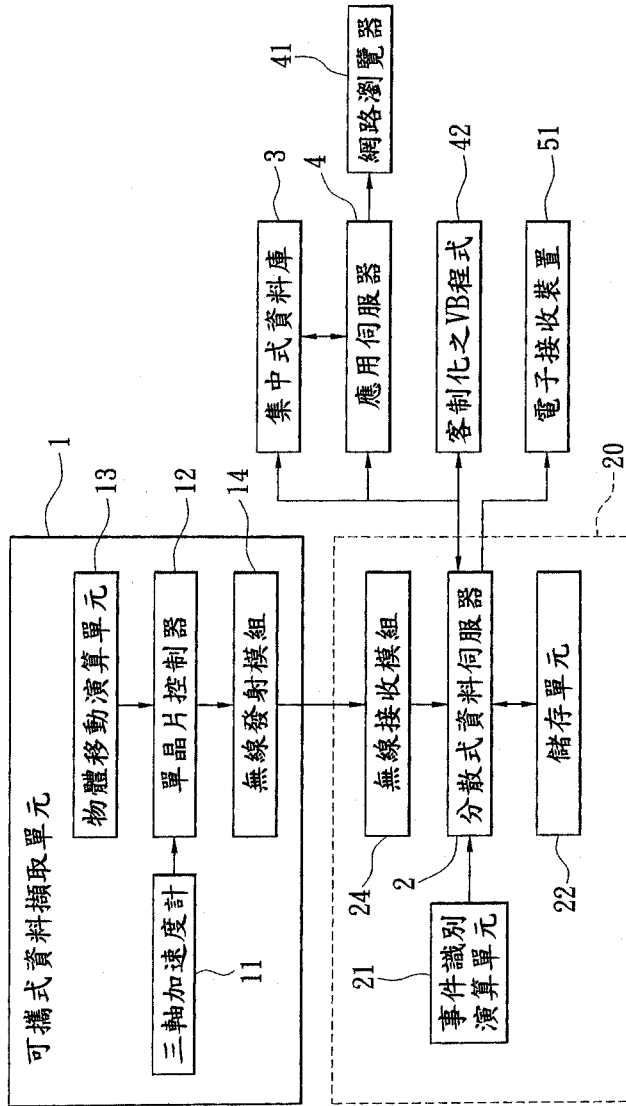 可攜式資料擷取單元
1
物體移動演算單元
13
三軸加速度計
11
單晶片控制器
12
無線發射模組
14
無線接收模組
24
事件識別
演算單元
21
分散式資料伺服器
2
儲存單元
22
20
集中式資料庫
3
應用伺服器
4
網路瀏覽器
41
客制化之VB程式
42
電子接收裝置
51